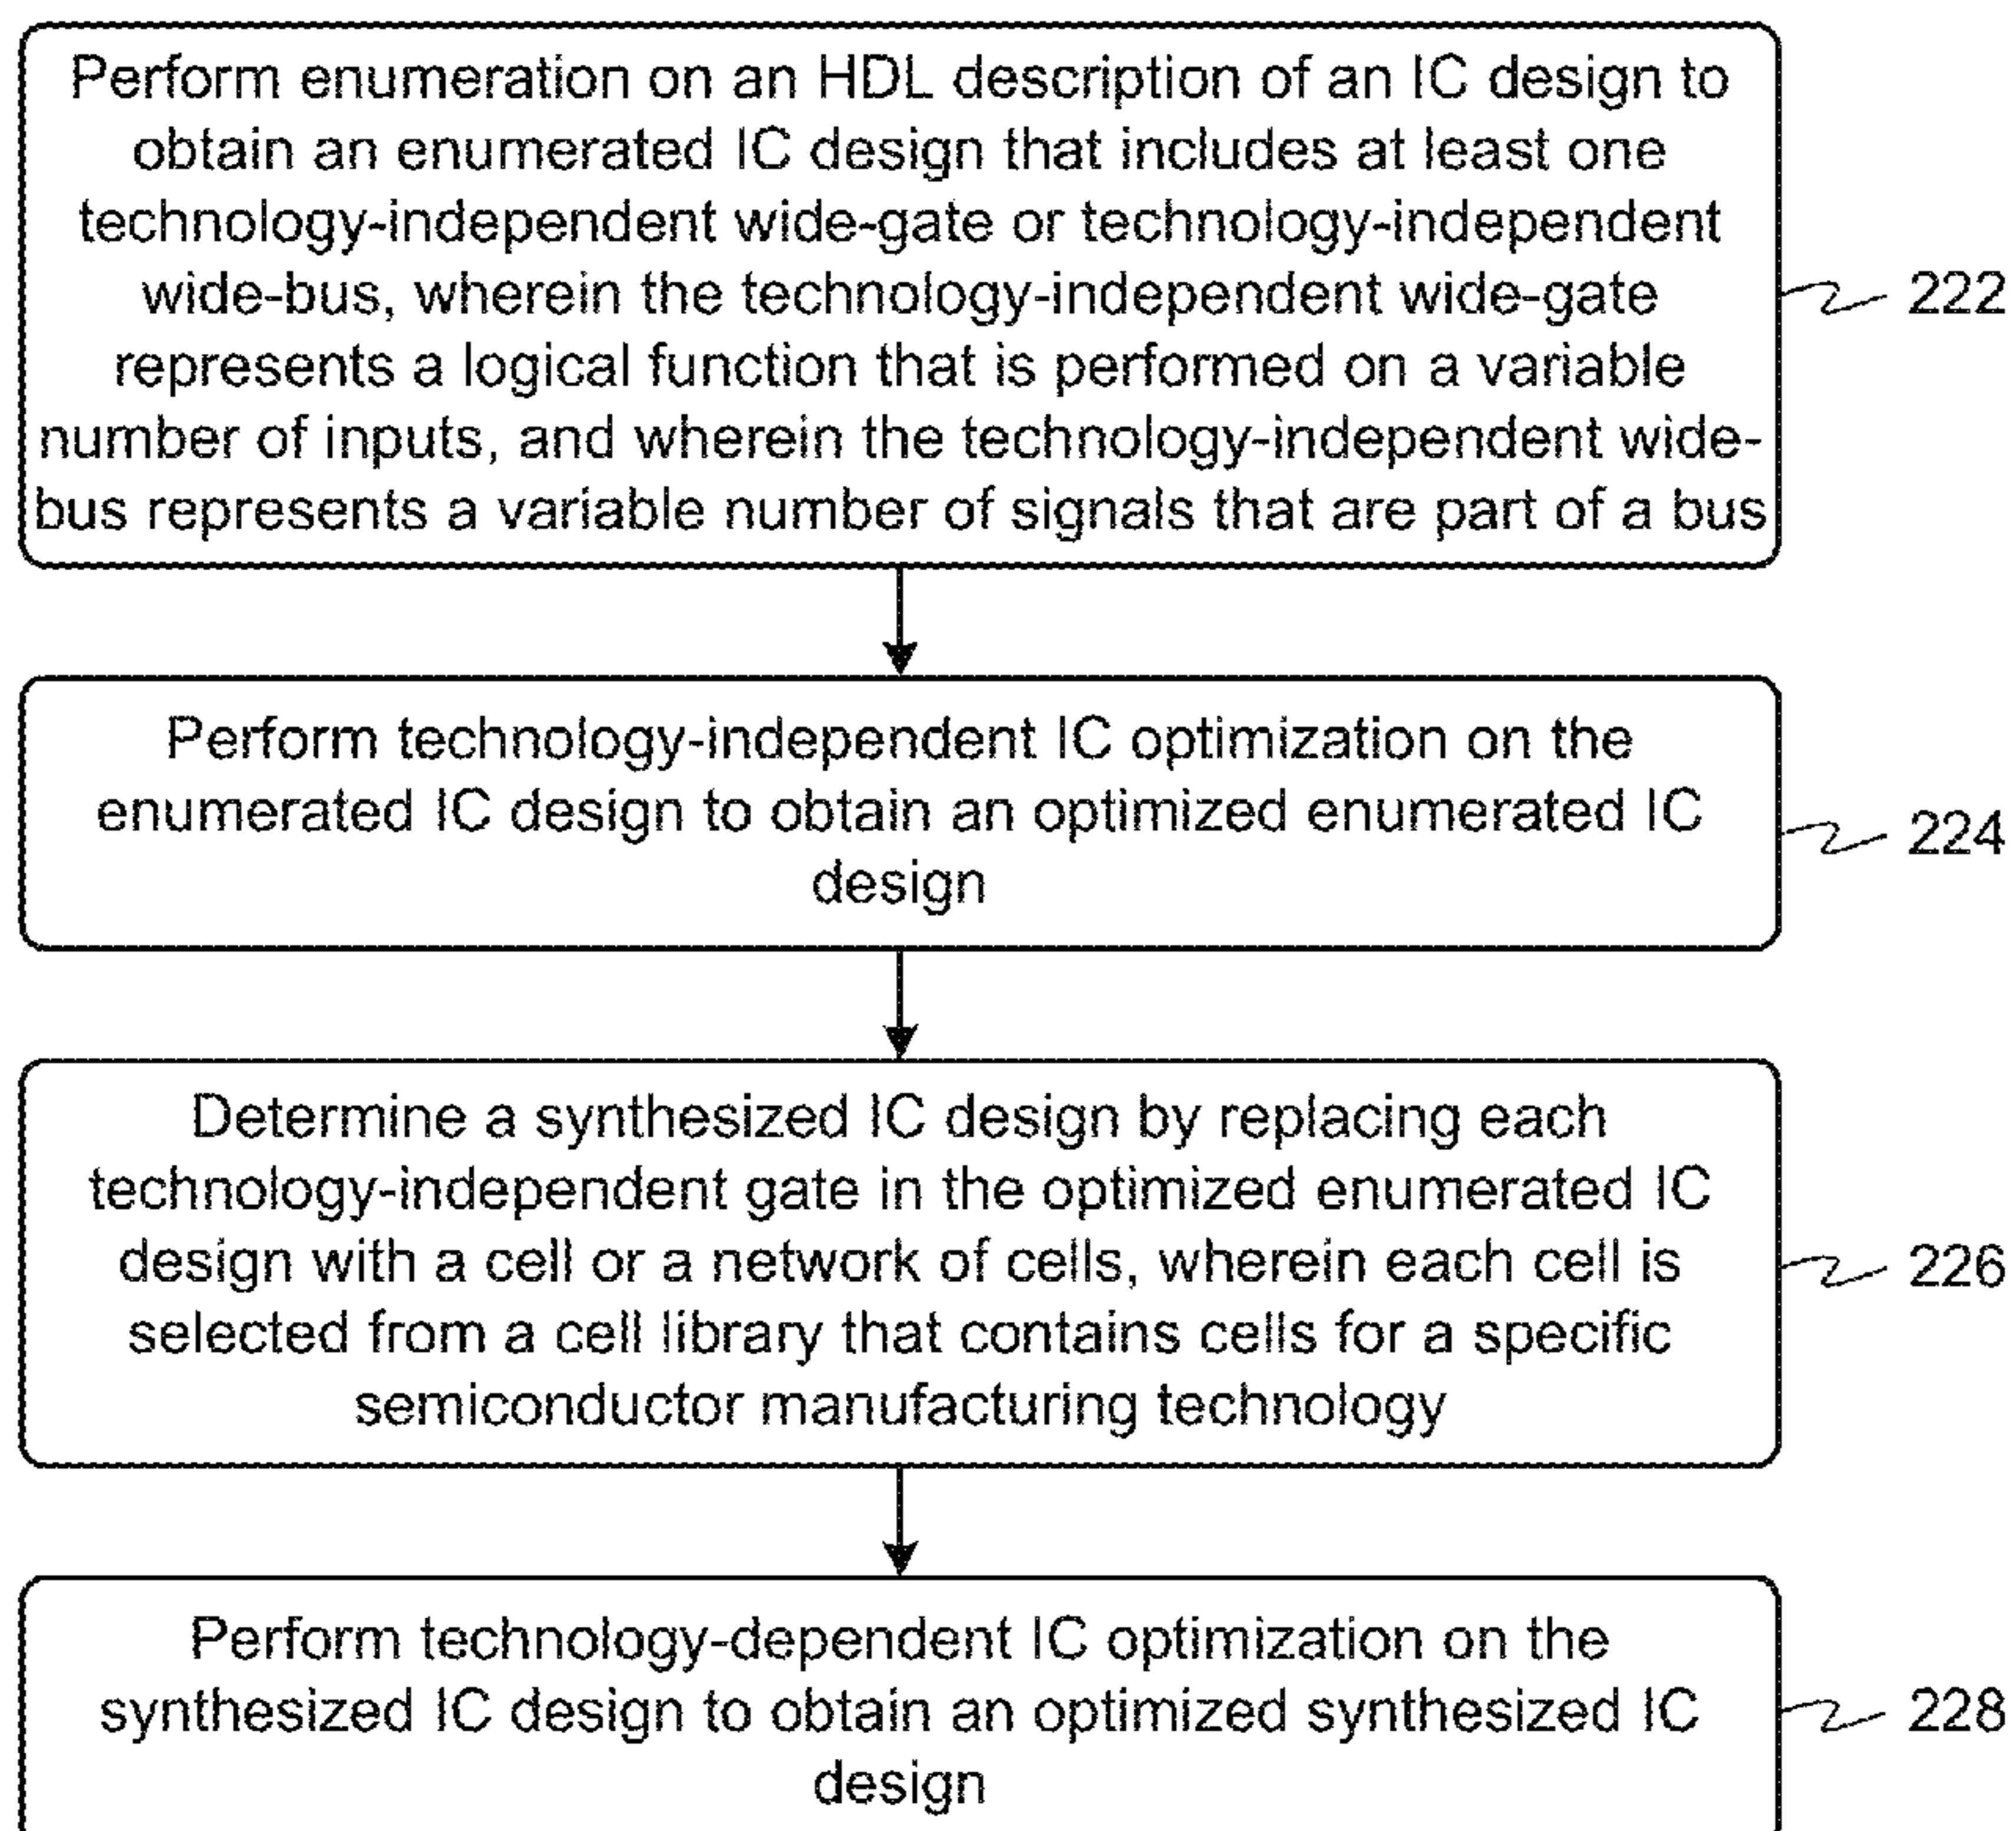 Perform enumeration on an HDL description of an IC design to
obtain an enumerated IC design that includes at least one
technology-independent wide-gate or technology-independent
wide-bus, wherein the technology-independent wide-gate
represents a logical function that is performed on a variable
number of inputs, and wherein the technology-independent wide-
bus represents a variable number of signals that are part of a bus
222
Perform technology-independent IC optimization on the
enumerated IC design to obtain an optimized enumerated IC
design
224
Determine a synthesized IC design by replacing each
technology-independent gate in the optimized enumerated IC
design with a cell or a network of cells, wherein each cell is
selected from a cell library that contains cells for a specific
semiconductor manufacturing technology
226
Perform technology-dependent IC optimization on the
synthesized IC design to obtain an optimized synthesized IC
design
228